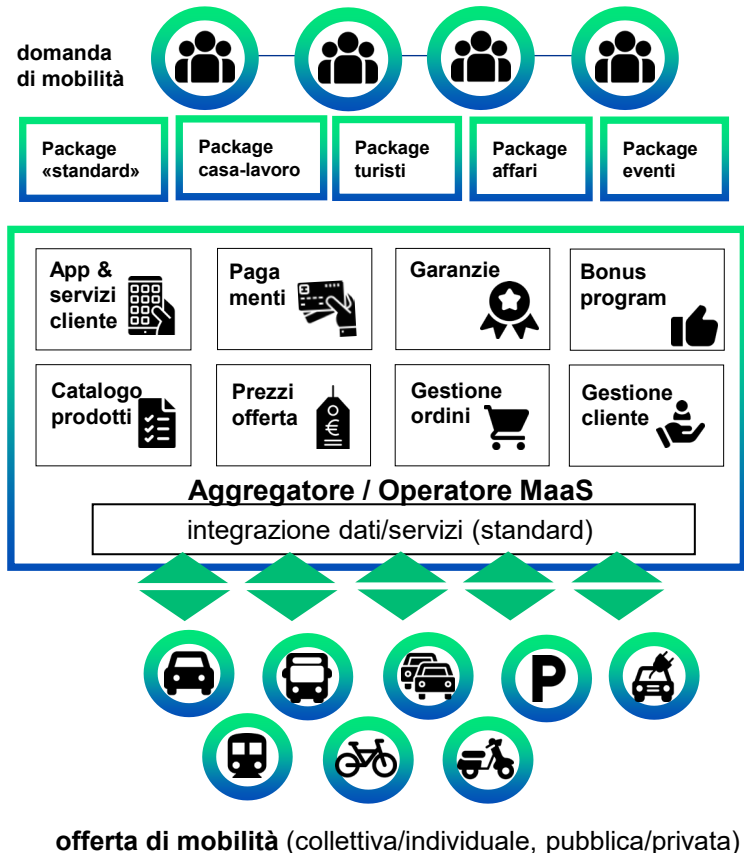 domanda
di mobilità
Package
«standard»
Package
casa-lavoro
Package
turisti
Package
affari
Package
eventi
App &
servizi
cliente
Paga
menti
Garanzie
Bonus
program
Catalogo
prodotti
Prezzi
offerta
€
Gestione
ordini
Gestione
cliente
Aggregatore / Operatore MaaS
integrazione dati/servizi (standard)
P
offerta di mobilità (collettiva/individuale, pubblica/privata)